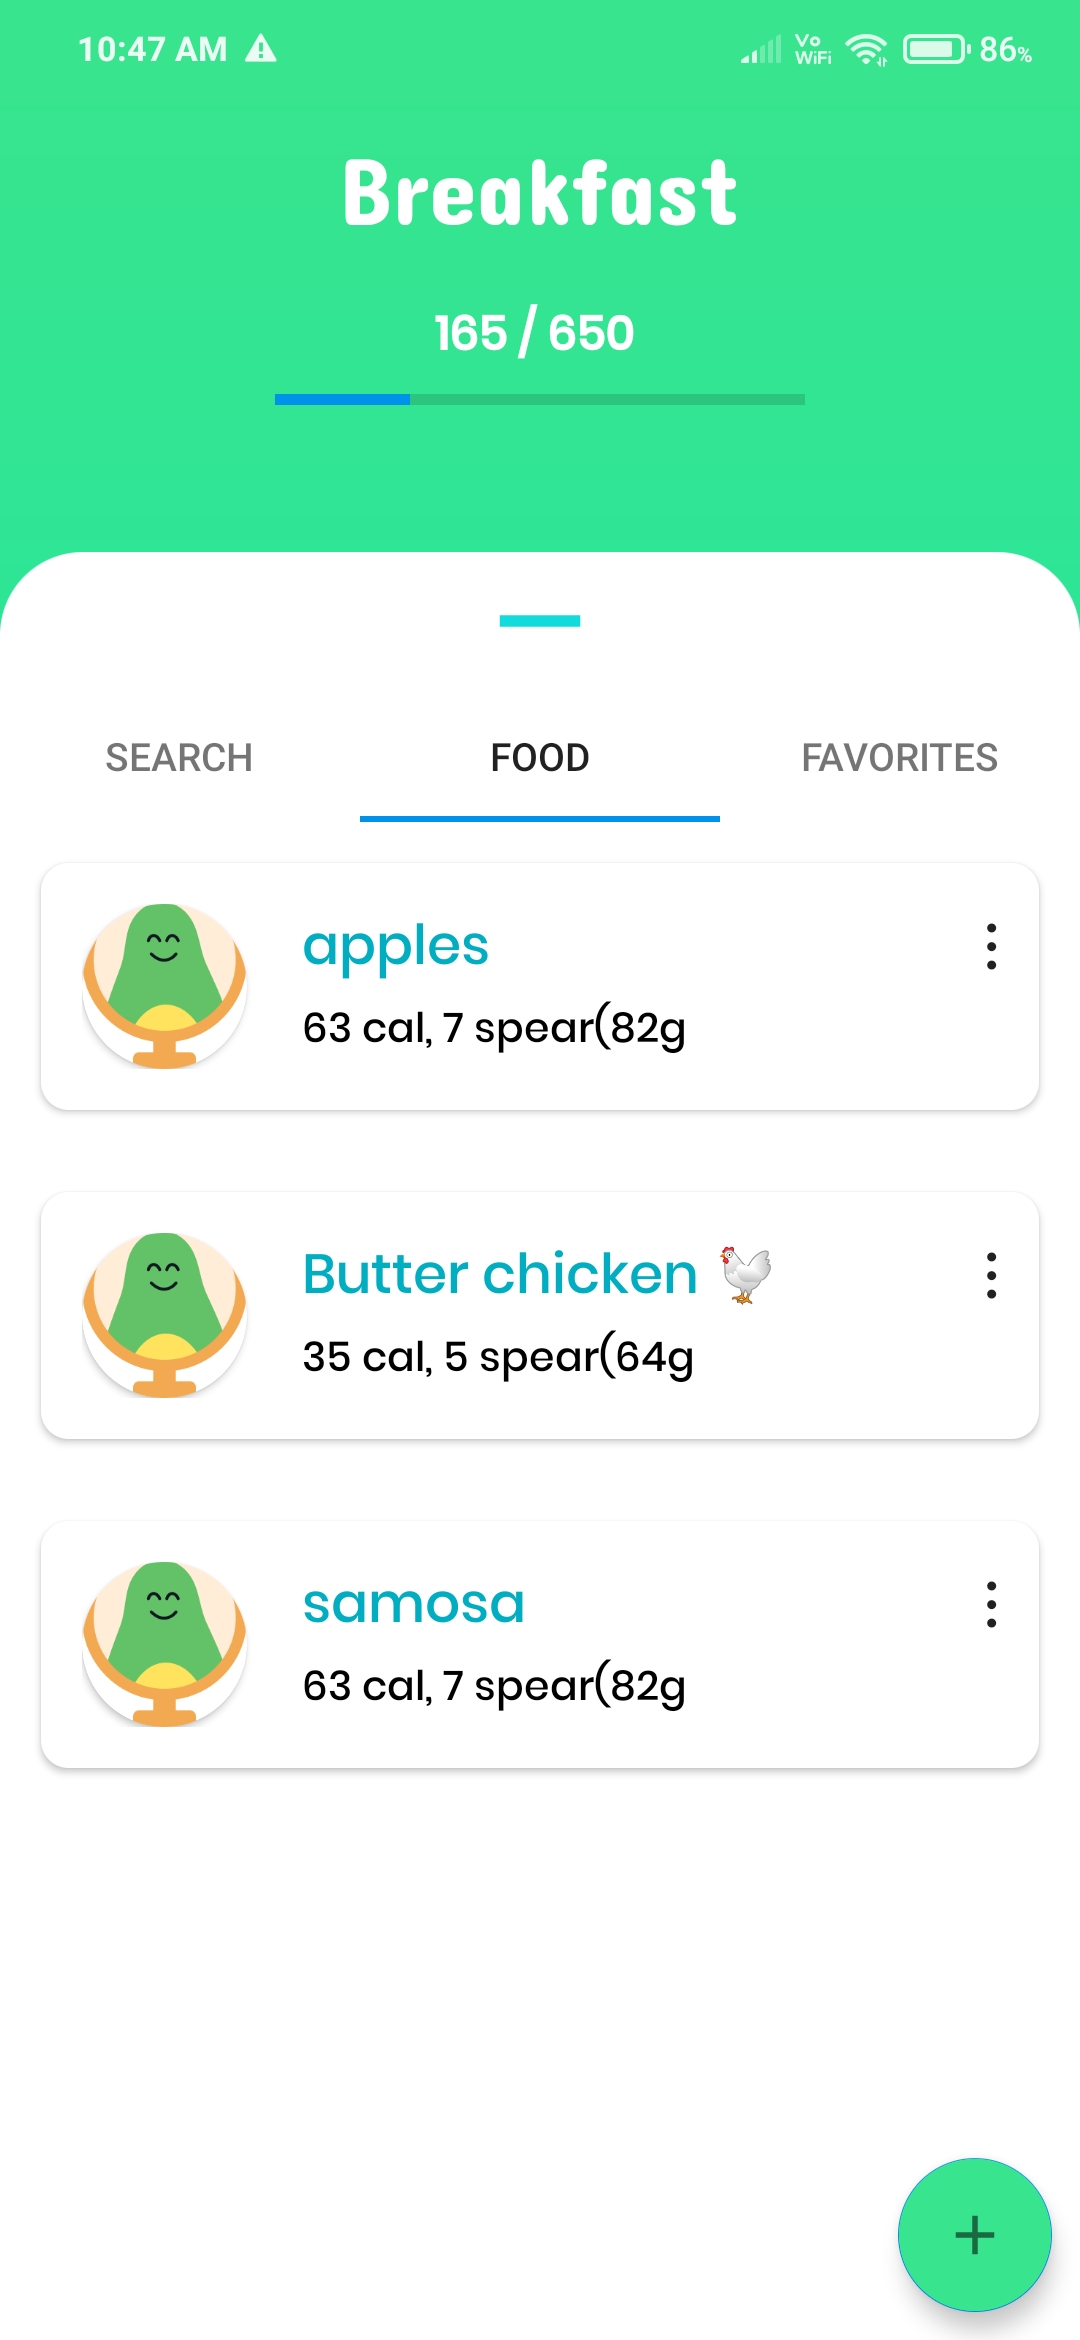 10:47 AM
Vo
WiFi
86%
Breakfast
165 / 650
SEARCH
FOOD
FAVORITES
apples
63 cal, 7 spear(82g
Butter chicken 🐓
35 cal, 5 spear(64g
samosa
63 cal, 7 spear(82g